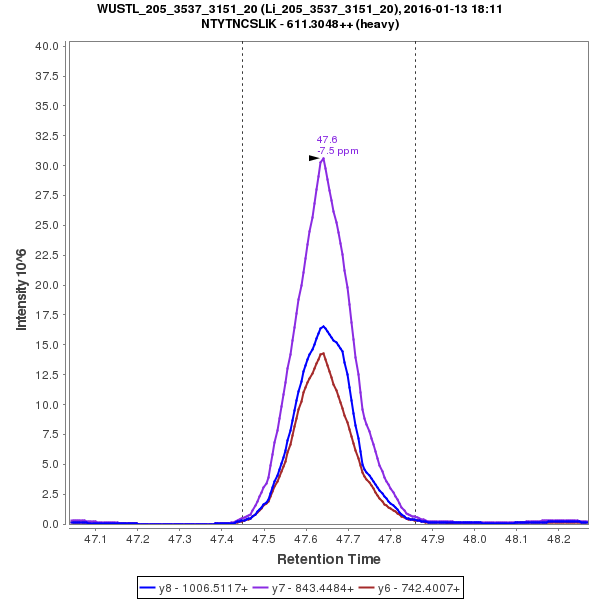 WUSTL_205_3537_3151_20 (Li_205_3537_3151_20), 2016-01-13 18:11
NTYTNCSLIK - 611.3048++ (heavy)
40.0
37.5
35.0
32.5
30.0
27.5
25.0
22.5
20.0
17.5
15.0
12.5
10.0
7.5
5.0
2.5
0.0
Intensity 10^6
47.6
-7.5 ppm
47.1 47.2 47.3 47.4 47.5 47.6 47.7 47.8 47.9 48.0 48.1 48.2
Retention Time
y8 - 1006.5117+ y7 - 843.4484+ y6 - 742.4007+